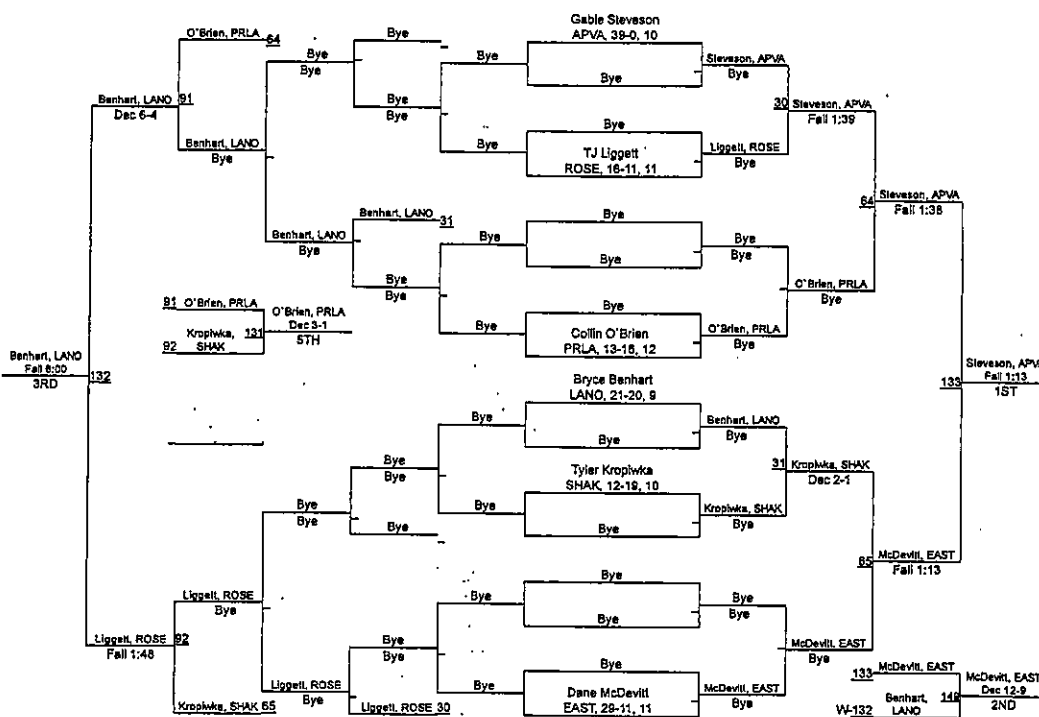 Gable Steveson
APVA, 39-0, 10
O'Brien, PRLA
64
Bye
Bye
Bye
Bye
Steveson, APVA
Bye
Bye
Benhart, LANO
91
Dec 6-4
Bye
Bye
30
Steveson, APVA
Fall 1:39
Benhart, LANO
Bye
Bye
Bye
TJ Liggett
ROSE, 16-11, 11
Liggett, ROSE
Bye
64
Steveson, APVA
Fall 1:38
Benhart, LANO
31
Bye
Benhart, LANO
Bye
Bye
Bye
Bye
Bye
Bye
Bye
O'Brien, PRLA
Bye
91
O'Brien, PRLA
O'Brien, PRLA
Dec 3-1
5TH
Kropiwka,
SHAK
131
92
Bye
Bye
Collin O'Brien
PRLA, 13-16, 12
O'Brien, PRLA
Bye
Benhart, LANO
Fall 6:00
3RD
132
Steveson, APVA
Fall 1:13
1ST
133
Bryce Benhart
LANO, 21-20, 9
Bye
Bye
Benhart, LANO
Bye
Bye
Bye
Tyler Kropiwka
SHAK, 12-19, 10
31
Kropiwka, SHAK
Dec 2-1
Bye
Bye
Bye
Bye
Kropiwka, SHAK
Bye
65
McDevitt, EAST
Fall 1:13
Liggett, ROSE
Bye
Bye
Bye
Bye
Bye
Bye
Liggett, ROSE
92
Fall 1:48
Bye
Bye
McDevitt, EAST
Bye
Liggett, ROSE
Bye
Bye
Bye
Dane McDevitt
EAST, 29-11, 11
McDevitt, EAST
Bye
Kropiwka, SHAK
65
Liggett, ROSE
30
133
McDevitt, EAST
McDevitt, EAST
Dec 12-9
2ND
Benhart,
LANO
149
W-132